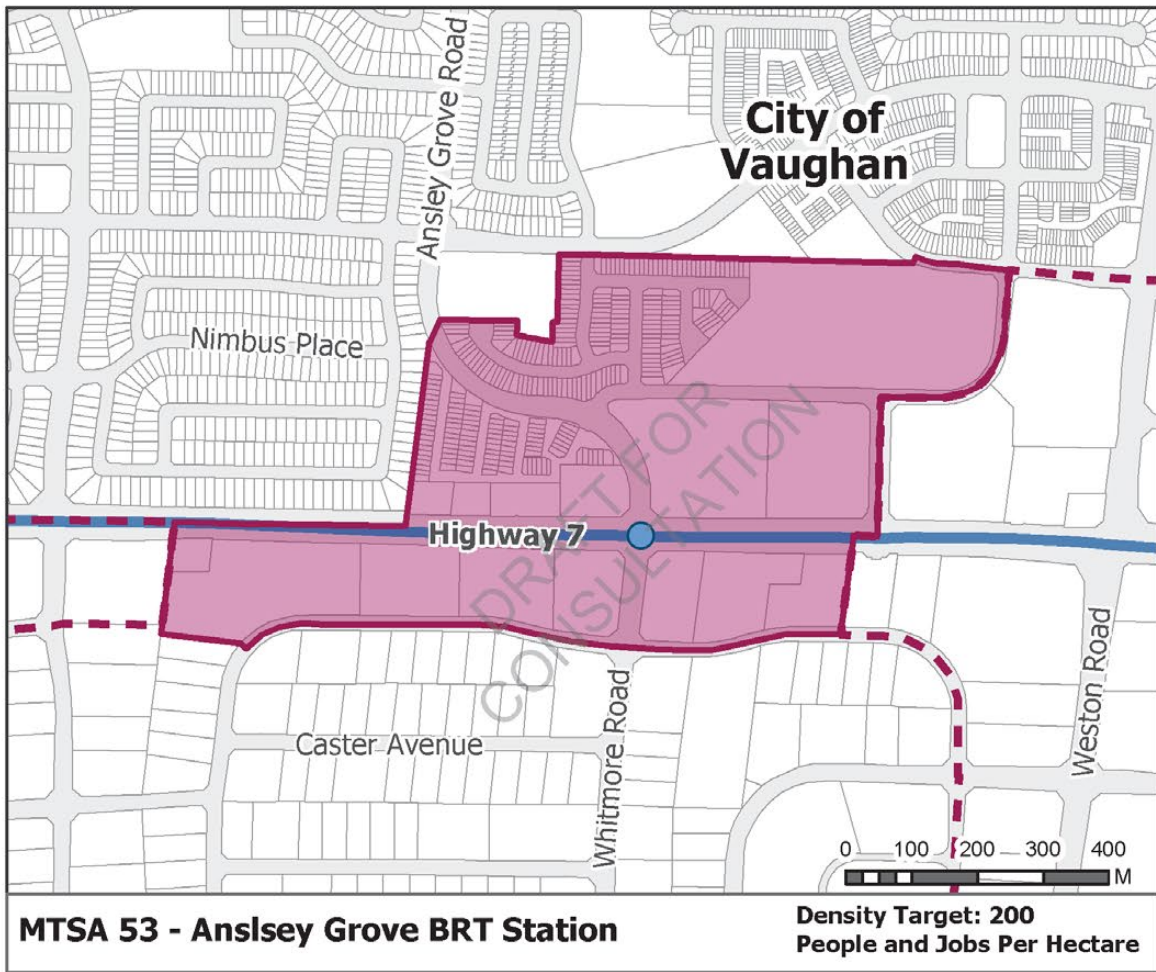 City of
Vaughan
Ansley Grove Road
Nimbus Place
Highway 7
DRAFT FOR
CONSULTATION
Caster Avenue
Whitmore Road
Weston Road
0 100 200 300 400
M
MTSA 53 - Anslsey Grove BRT Station
Density Target: 200
People and Jobs Per Hectare